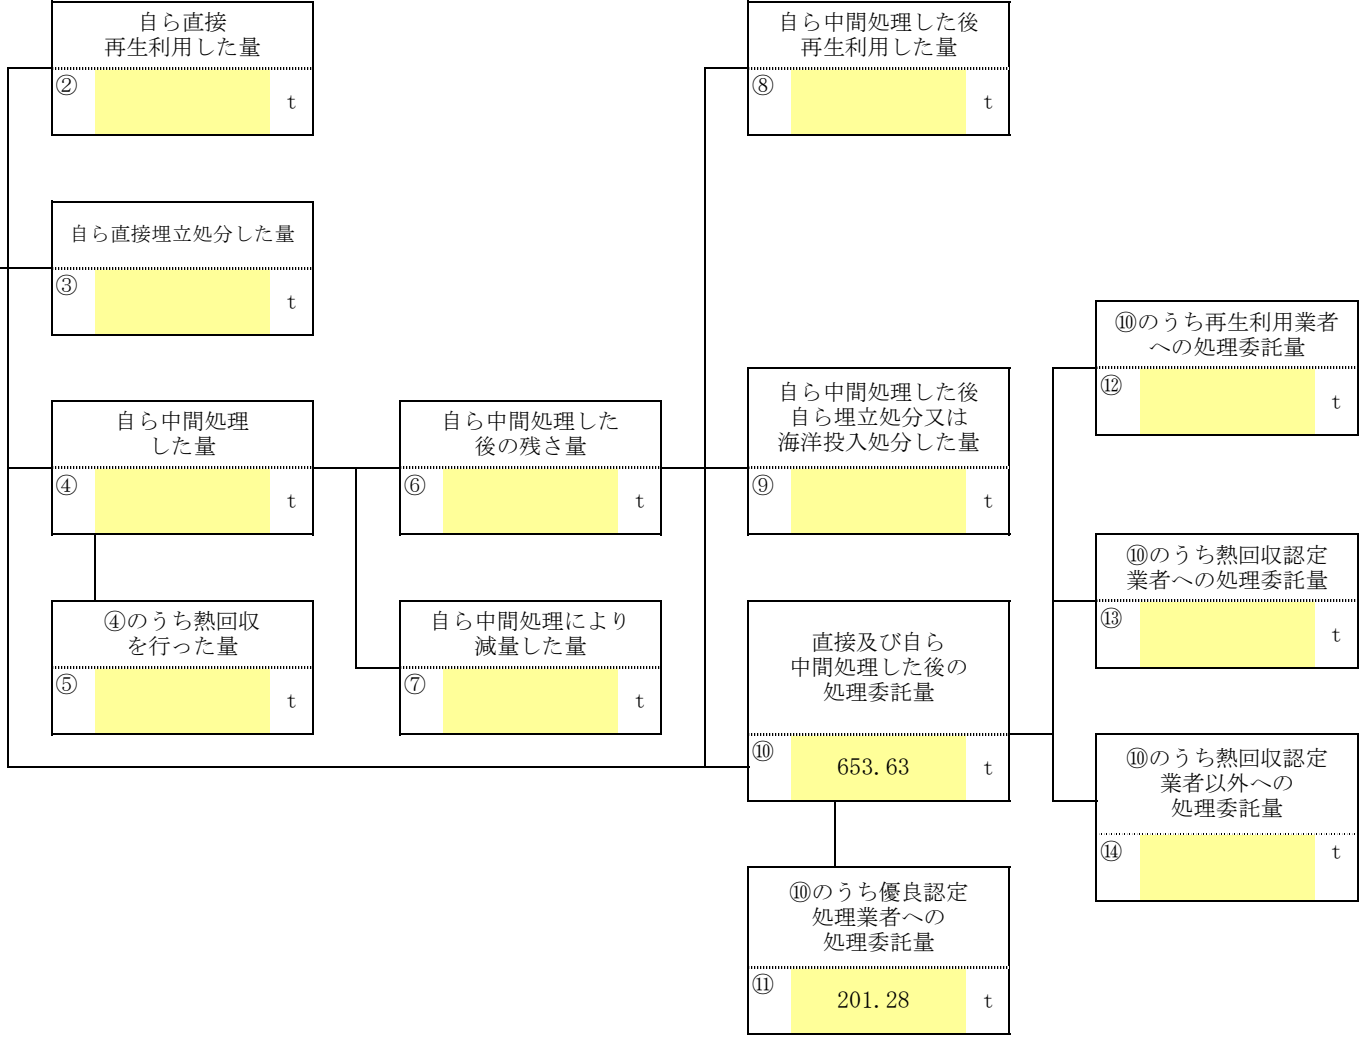 自ら直接
再生利用した量
②
t
自ら中間処理した後
再生利用した量
⑧
t
自ら直接埋立処分した量
③
t
⑩のうち再生利用業者
への処理委託量
⑫
t
自ら中間処理
した量
④
t
自ら中間処理した
後の残さ量
⑥
t
自ら中間処理した後
自ら埋立処分又は
海洋投入処分した量
⑨
t
⑩のうち熱回収認定
業者への処理委託量
⑬
t
④のうち熱回収
を行った量
⑤
t
自ら中間処理により
減量した量
⑦
t
直接及び自ら
中間処理した後の
処理委託量
⑩
653.63
t
⑩のうち熱回収認定
業者以外への
処理委託量
⑭
t
⑩のうち優良認定
処理業者への
処理委託量
⑪
201.28
t